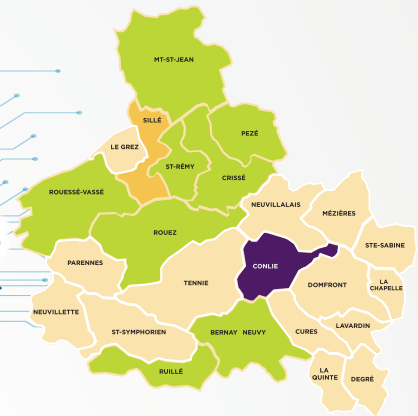 MT-ST-JEAN
SILLÉ
PEZÉ
LE GREZ
ST-RÉMY
CRISSÉ
ROUESSÉ-VASSÉ
NEUVILLALAIS
MÉZIÈRES
ROUEZ
STE-SABINE
PARENNES
CONLIE
TENNIE
DOMFRONT
LA
CHAPELLE
NEUVILLETTE
ST-SYMPHORIEN
BERNAY NEUVY
CURES
LAVARDIN
RUILLÉ
LA
QUINTE
DEGRÉ